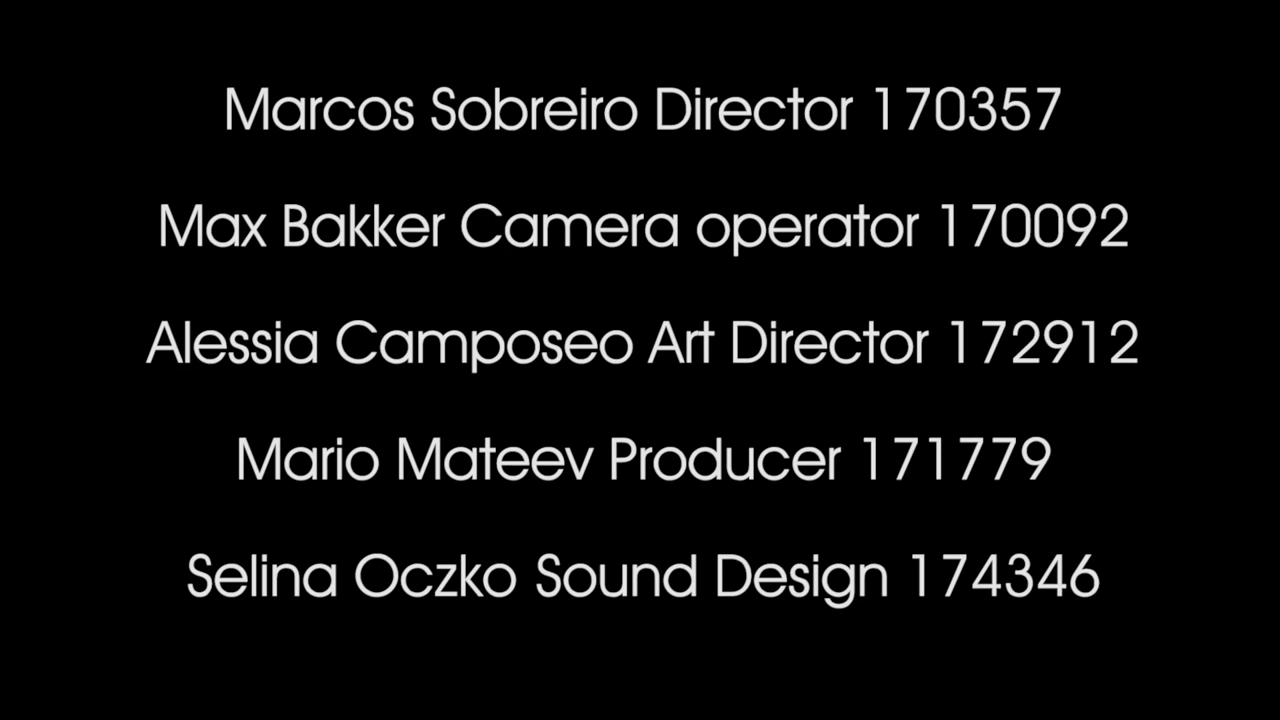 Marcos Sobreiro Director 170357
Max Bakker Camera operator 170092
Alessia Camposeo Art Director 172912
Mario Mateev Producer 171779
Selina Oczko Sound Design 174346